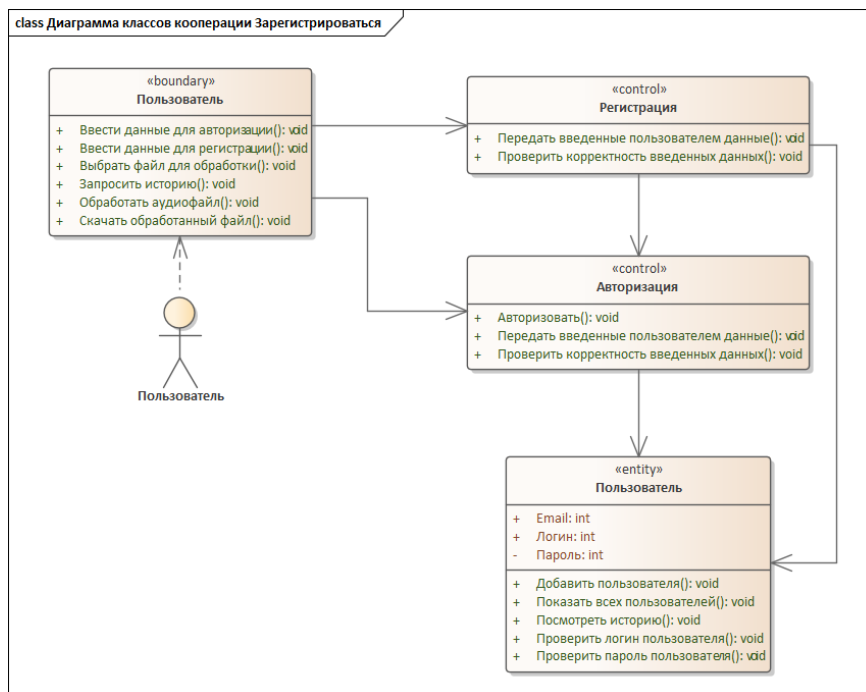 class Диаграмма классов кооперации Зарегистрироваться
«boundary»
Пользователь
+ Ввести данные для авторизации(): void
+ Ввести данные для регистрации(): void
+ Выбрать файл для обработки(): void
+ Запросить историю(): void
+ Обработать аудиофайл(): void
+ Скачать обработанный файл(): void
Пользователь
«control»
Регистрация
+ Передать введенные пользователем данные(): void
+ Проверить корректность введенных данных(): void
«control»
Авторизация
+ Авторизовать(): void
+ Передать введенные пользователем данные(): void
+ Проверить корректность введенных данных(): void
«entity»
Пользователь
+ Email: int
+ Логин: int
- Пароль: int
+ Добавить пользователя(): void
+ Показать всех пользователей(): void
+ Посмотреть историю(): void
+ Проверить логин пользователя(): void
+ Проверить пароль пользователя(): void